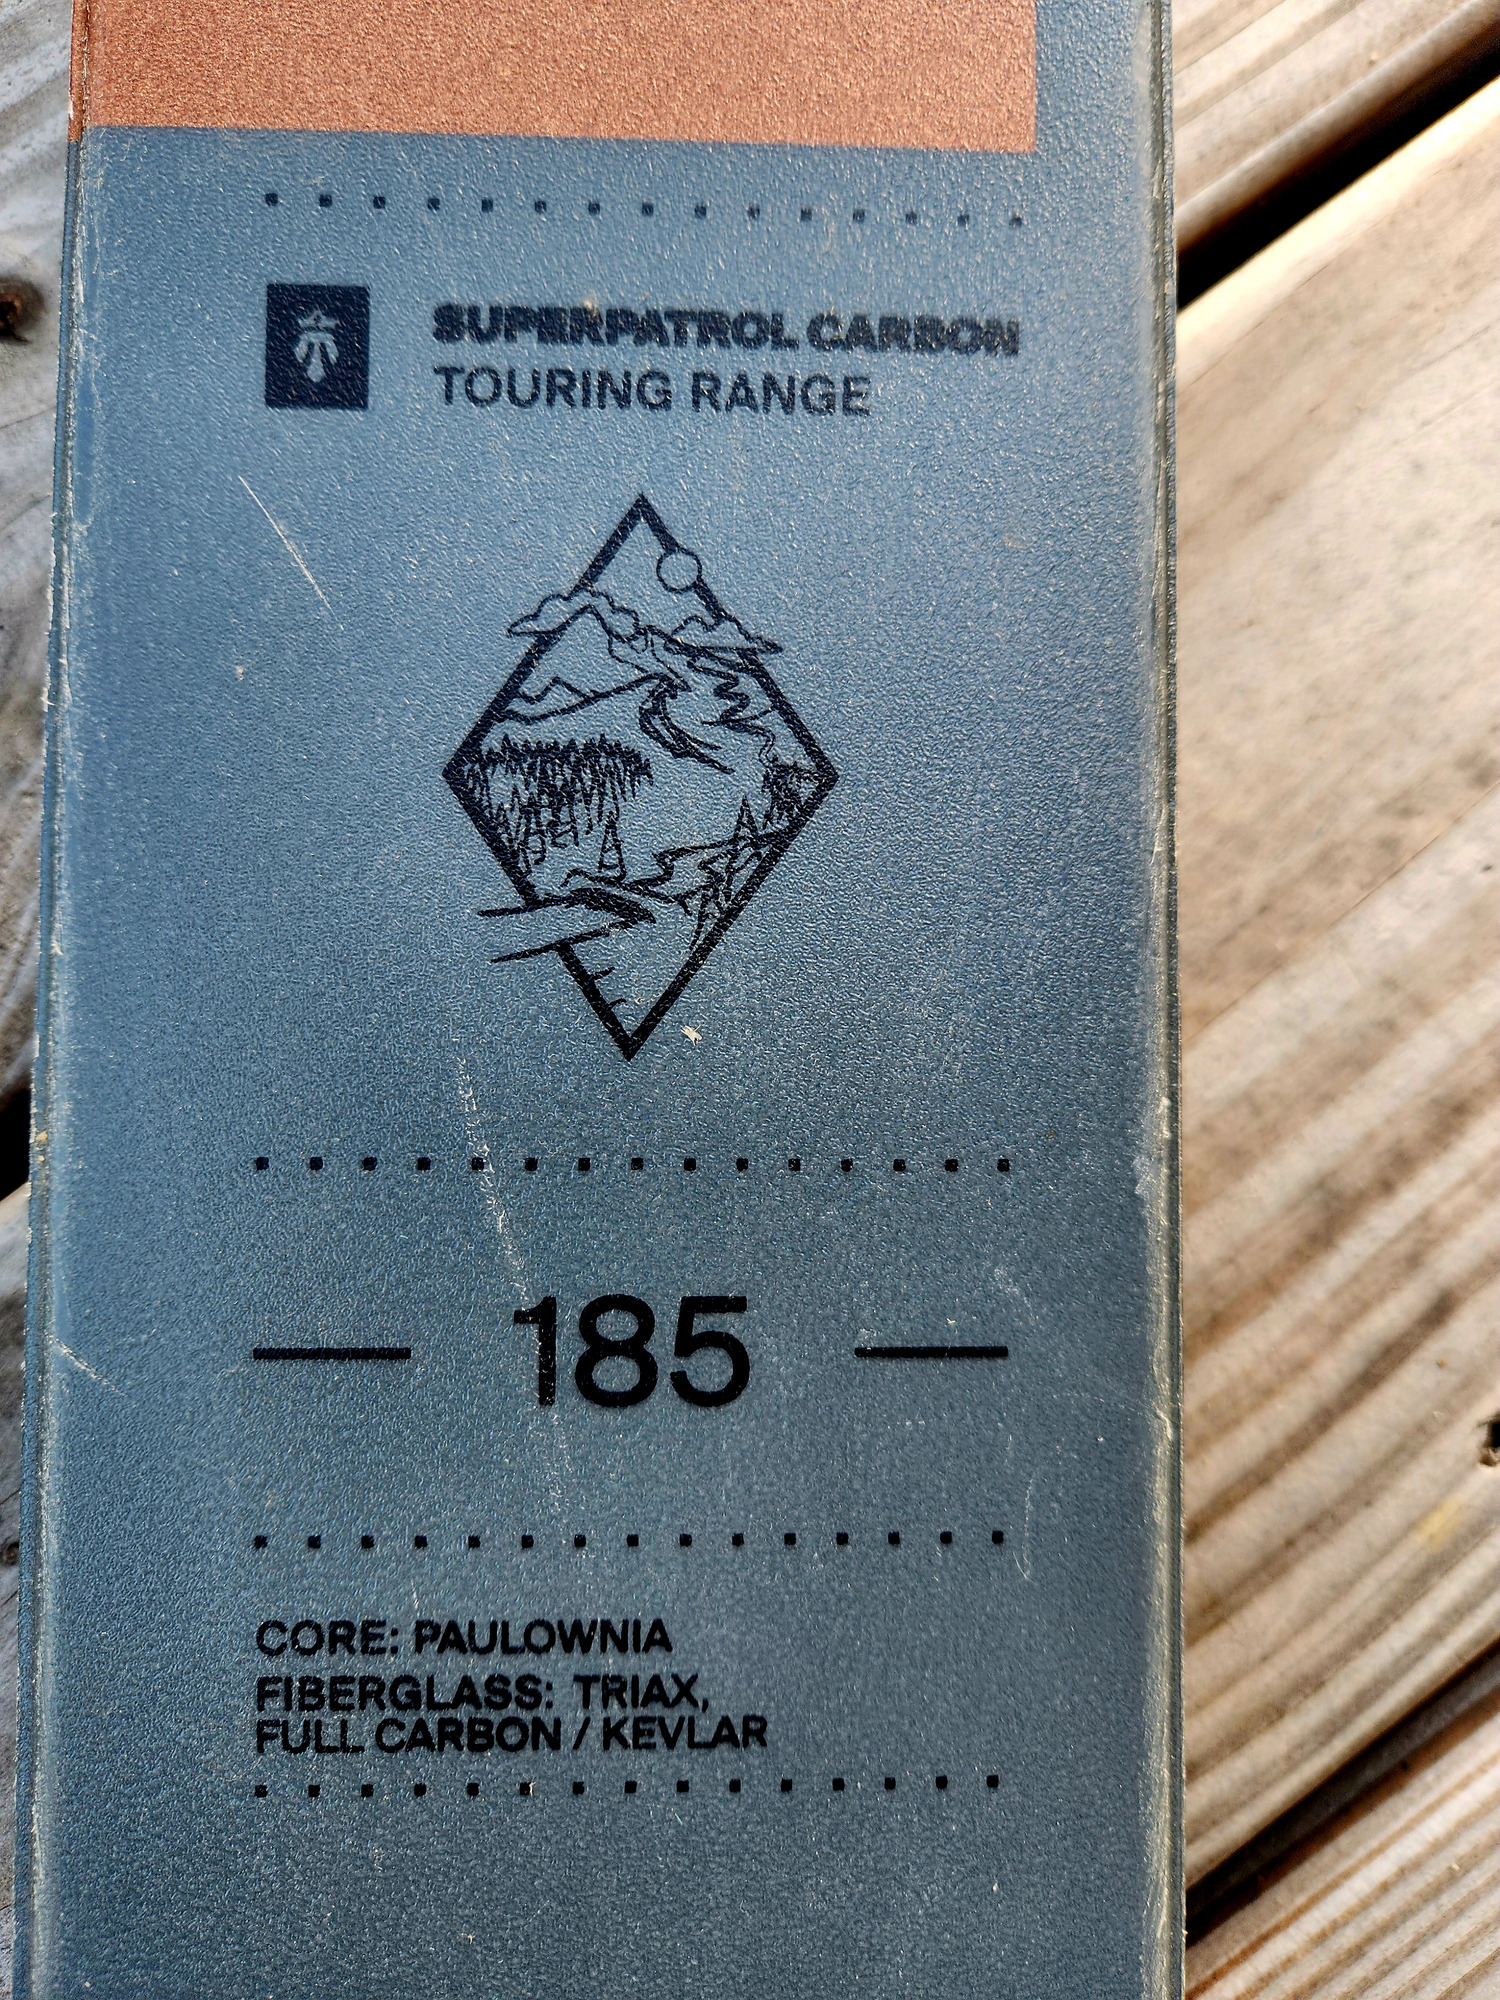 SUPERPATROL CARBON
TOURING RANGE
185
CORE: PAULOWNIA
FIBERGLASS: TRIAX,
FULL CARBON / KEVLAR